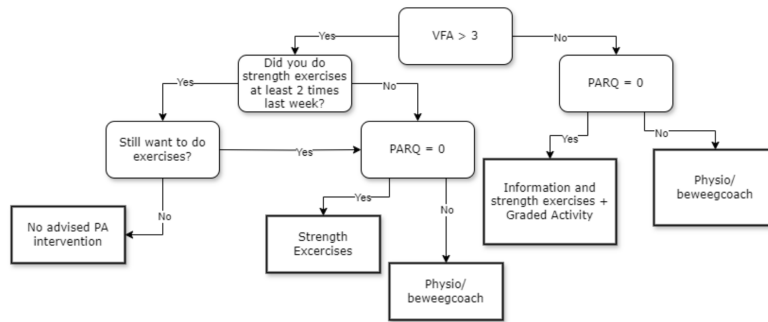 VFA > 3
Yes
No
Did you do
strength exercises
at least 2 times
last week?
PARQ = 0
Yes
No
Yes
No
Still want to do
exercises?
Yes
PARQ = 0
Information and
strength exercises +
Graded Activity
Physio/
beweegcoach
No
Yes
No
No advised PA
intervention
Strength
Excercises
Physio/
beweegcoach